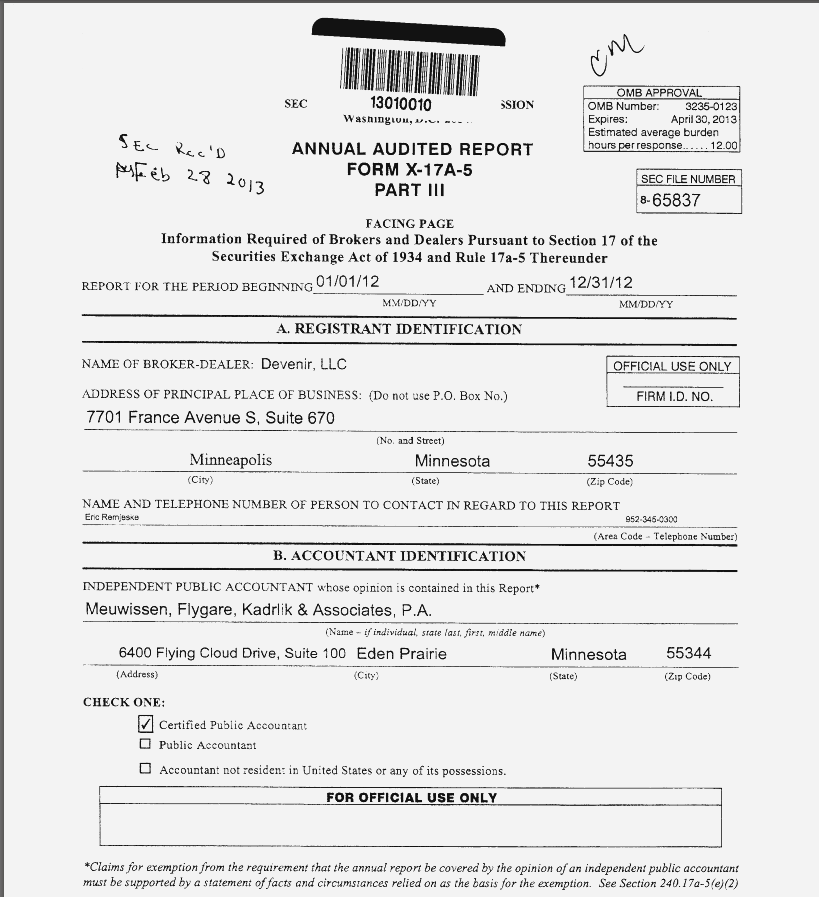 CM
13010010
SEC SSION
Washington, D.C.
OMB APPROVAL
OMB Number: 3235-0123
Expires: April 30, 2013
Estimated average burden
hours per response...... 12.00
SEC Rec'D
Feb 28 2013
ANNUAL AUDITED REPORT
FORM X-17A-5
PART III
SEC FILE NUMBER
8-65837
FACING PAGE
Information Required of Brokers and Dealers Pursuant to Section 17 of the
Securities Exchange Act of 1934 and Rule 17a-5 Thereunder
REPORT FOR THE PERIOD BEGINNING 01/01/12 AND ENDING 12/31/12
MM/DD/YY MM/DD/YY
A. REGISTRANT IDENTIFICATION
NAME OF BROKER-DEALER: Devenir, LLC
OFFICIAL USE ONLY
FIRM I.D. NO.
ADDRESS OF PRINCIPAL PLACE OF BUSINESS: (Do not use P.O. Box No.)
7701 France Avenue S, Suite 670
(No. and Street)
Minneapolis Minnesota 55435
(City) (State) (Zip Code)
NAME AND TELEPHONE NUMBER OF PERSON TO CONTACT IN REGARD TO THIS REPORT
Eric Remjeske 952-345-0300
(Area Code – Telephone Number)
B. ACCOUNTANT IDENTIFICATION
INDEPENDENT PUBLIC ACCOUNTANT whose opinion is contained in this Report*
Meuwissen, Flygare, Kadrlik & Associates, P.A.
(Name – if individual, state last, first, middle name)
6400 Flying Cloud Drive, Suite 100 Eden Prairie Minnesota 55344
(Address) (City) (State) (Zip Code)
CHECK ONE:
Certified Public Accountant
Public Accountant
Accountant not resident in United States or any of its possessions.
FOR OFFICIAL USE ONLY
*Claims for exemption from the requirement that the annual report be covered by the opinion of an independent public accountant
must be supported by a statement of facts and circumstances relied on as the basis for the exemption. See Section 240.17a-5(e)(2)